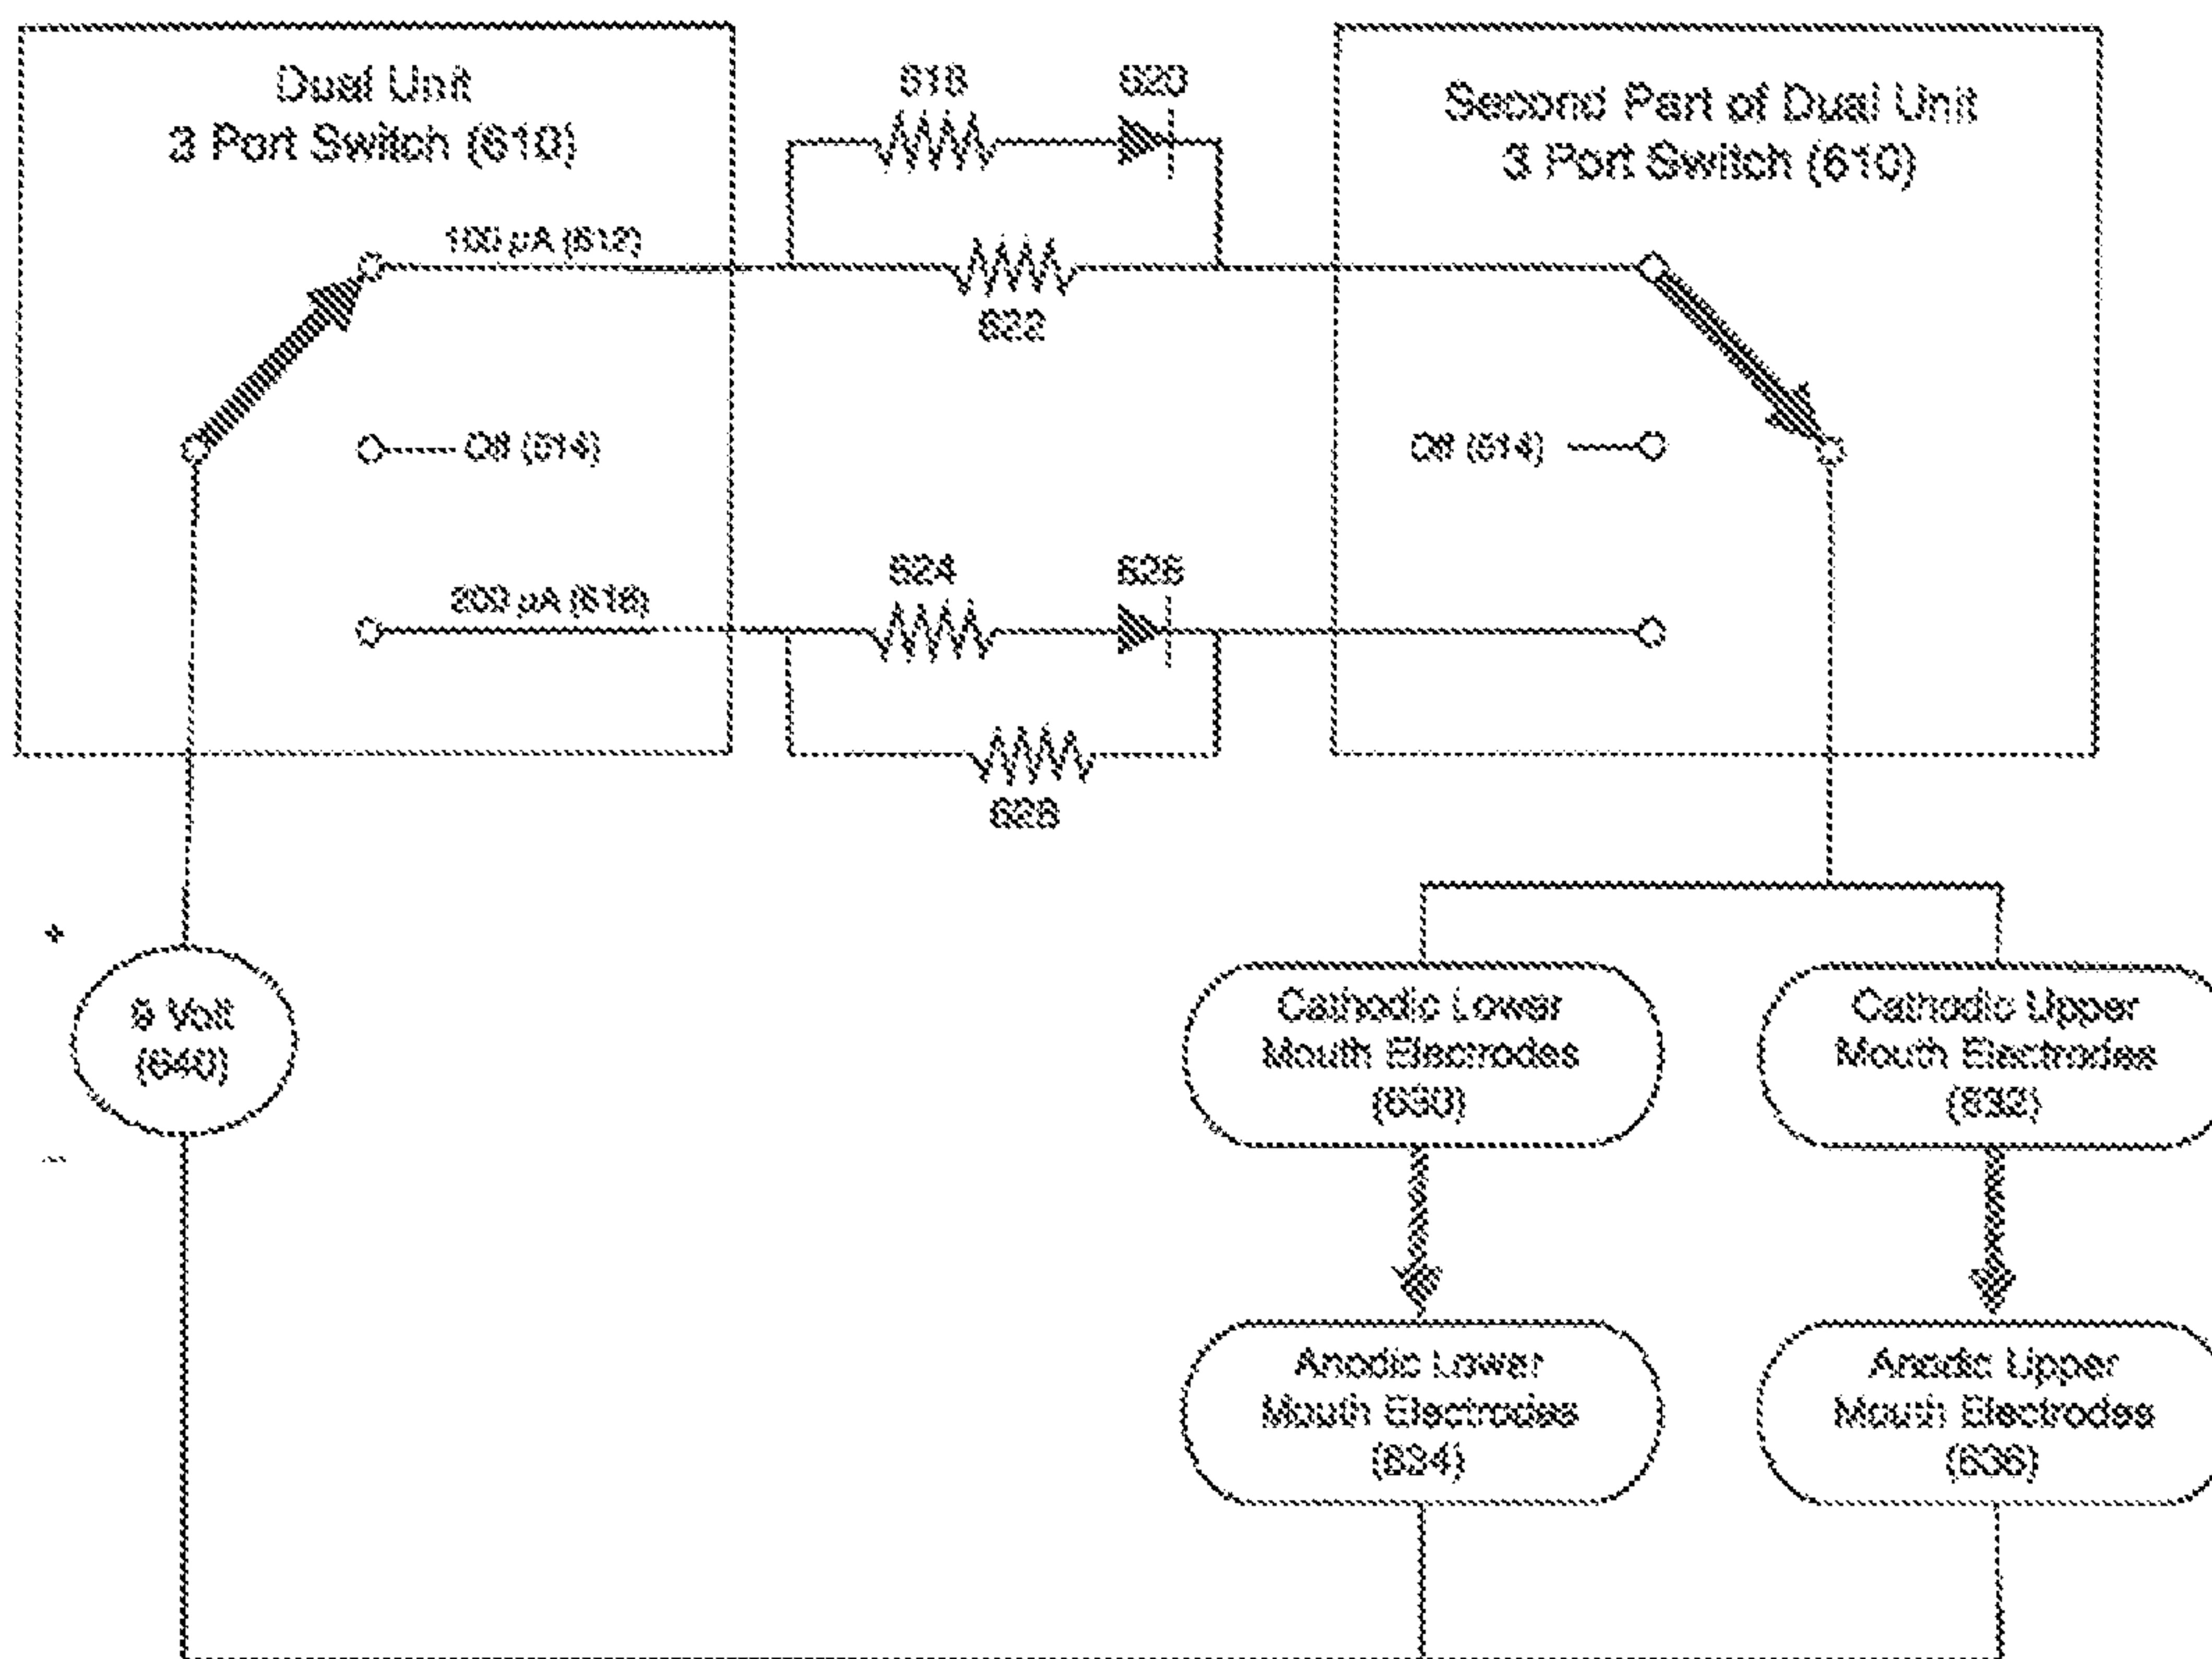 Dual Unit
3 Port Switch (610)
Second Part of Dual Unit
3 Port Switch (610)
618
620
100 µA (612)
622
Off (614)
Off (614)
624
626
200 µA (616)
628
+
9 Volt
(640)
-
Cathodic Lower
Mouth Electrodes
(630)
Cathodic Upper
Mouth Electrodes
(632)
Anodic Lower
Mouth Electrodes
(634)
Anodic Upper
Mouth Electrodes
(636)